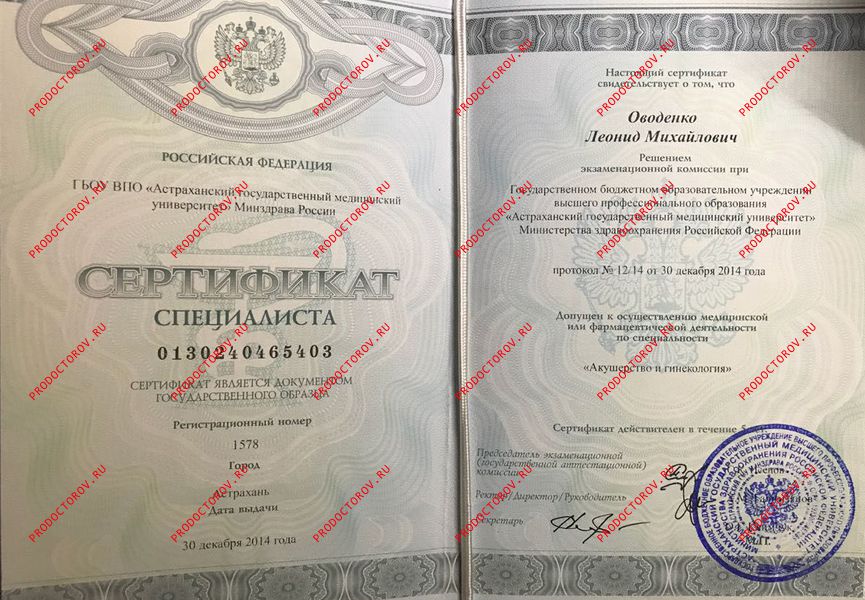 РОССИЙСКАЯ ФЕДЕРАЦИЯ
ГБОУ ВПО «Астраханский государственный медицинский
университет» Минздрава России
СЕРТИФИКАТ
СПЕЦИАЛИСТА
0130240465403
СЕРТИФИКАТ ЯВЛЯЕТСЯ ДОКУМЕНТОМ
ГОСУДАРСТВЕННОГО ОБРАЗЦА
Регистрационный номер
1578
Город
Астрахань
Дата выдачи
30 декабря 2014 года
Настоящий сертификат
свидетельствует о том, что
Оводенко
Леонид Михайлович
Решением
экзаменационной комиссии при
Государственном бюджетном образовательном учреждении
высшего профессионального образования
«Астраханский государственный медицинский университет»
Министерства здравоохранения Российской Федерации
протокол № 12/14 от 30 декабря 2014 года
Допущен к осуществлению медицинской
или фармацевтической деятельности
по специальности
«Акушерство и гинекология»
Сертификат действителен в течение 5
Председатель экзаменационной
(государственной аттестационной)
комиссии
Ректор/Директор/Руководитель
Секретарь
М.П.
PRODOCTOROV.RU